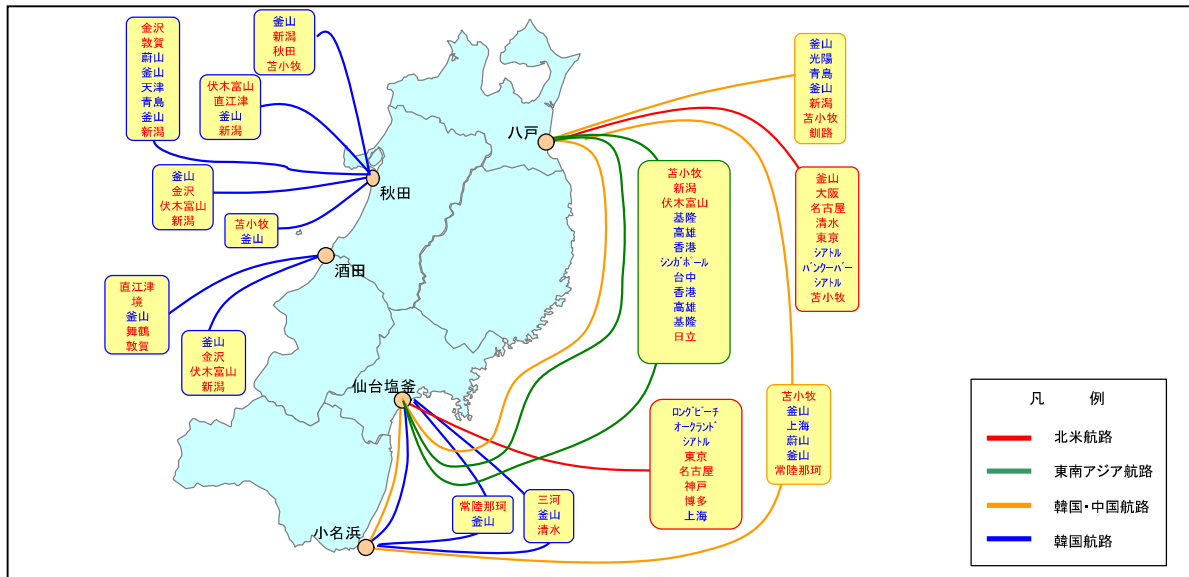 金沢
敦賀
蔚山
釜山
天津
青島
釜山
新潟
釜山
新潟
秋田
苫小牧
伏木富山
直江津
釜山
新潟
釜山
金沢
伏木富山
新潟
苫小牧
釜山
秋田
酒田
直江津
境
釜山
舞鶴
敦賀
釜山
金沢
伏木富山
新潟
八戸
釜山
光陽
青島
釜山
新潟
苫小牧
釧路
苫小牧
新潟
伏木富山
基隆
高雄
香港
シンガポール
台中
香港
高雄
基隆
日立
釜山
大阪
名古屋
清水
東京
シアトル
バンクーバー
シアトル
苫小牧
仙台塩釜
ロングビーチ
オークランド
シアトル
東京
名古屋
神戸
博多
上海
苫小牧
釜山
上海
蔚山
釜山
常陸那珂
常陸那珂
釜山
三河
釜山
清水
小名浜
凡 例
北米航路
東南アジア航路
韓国・中国航路
韓国航路